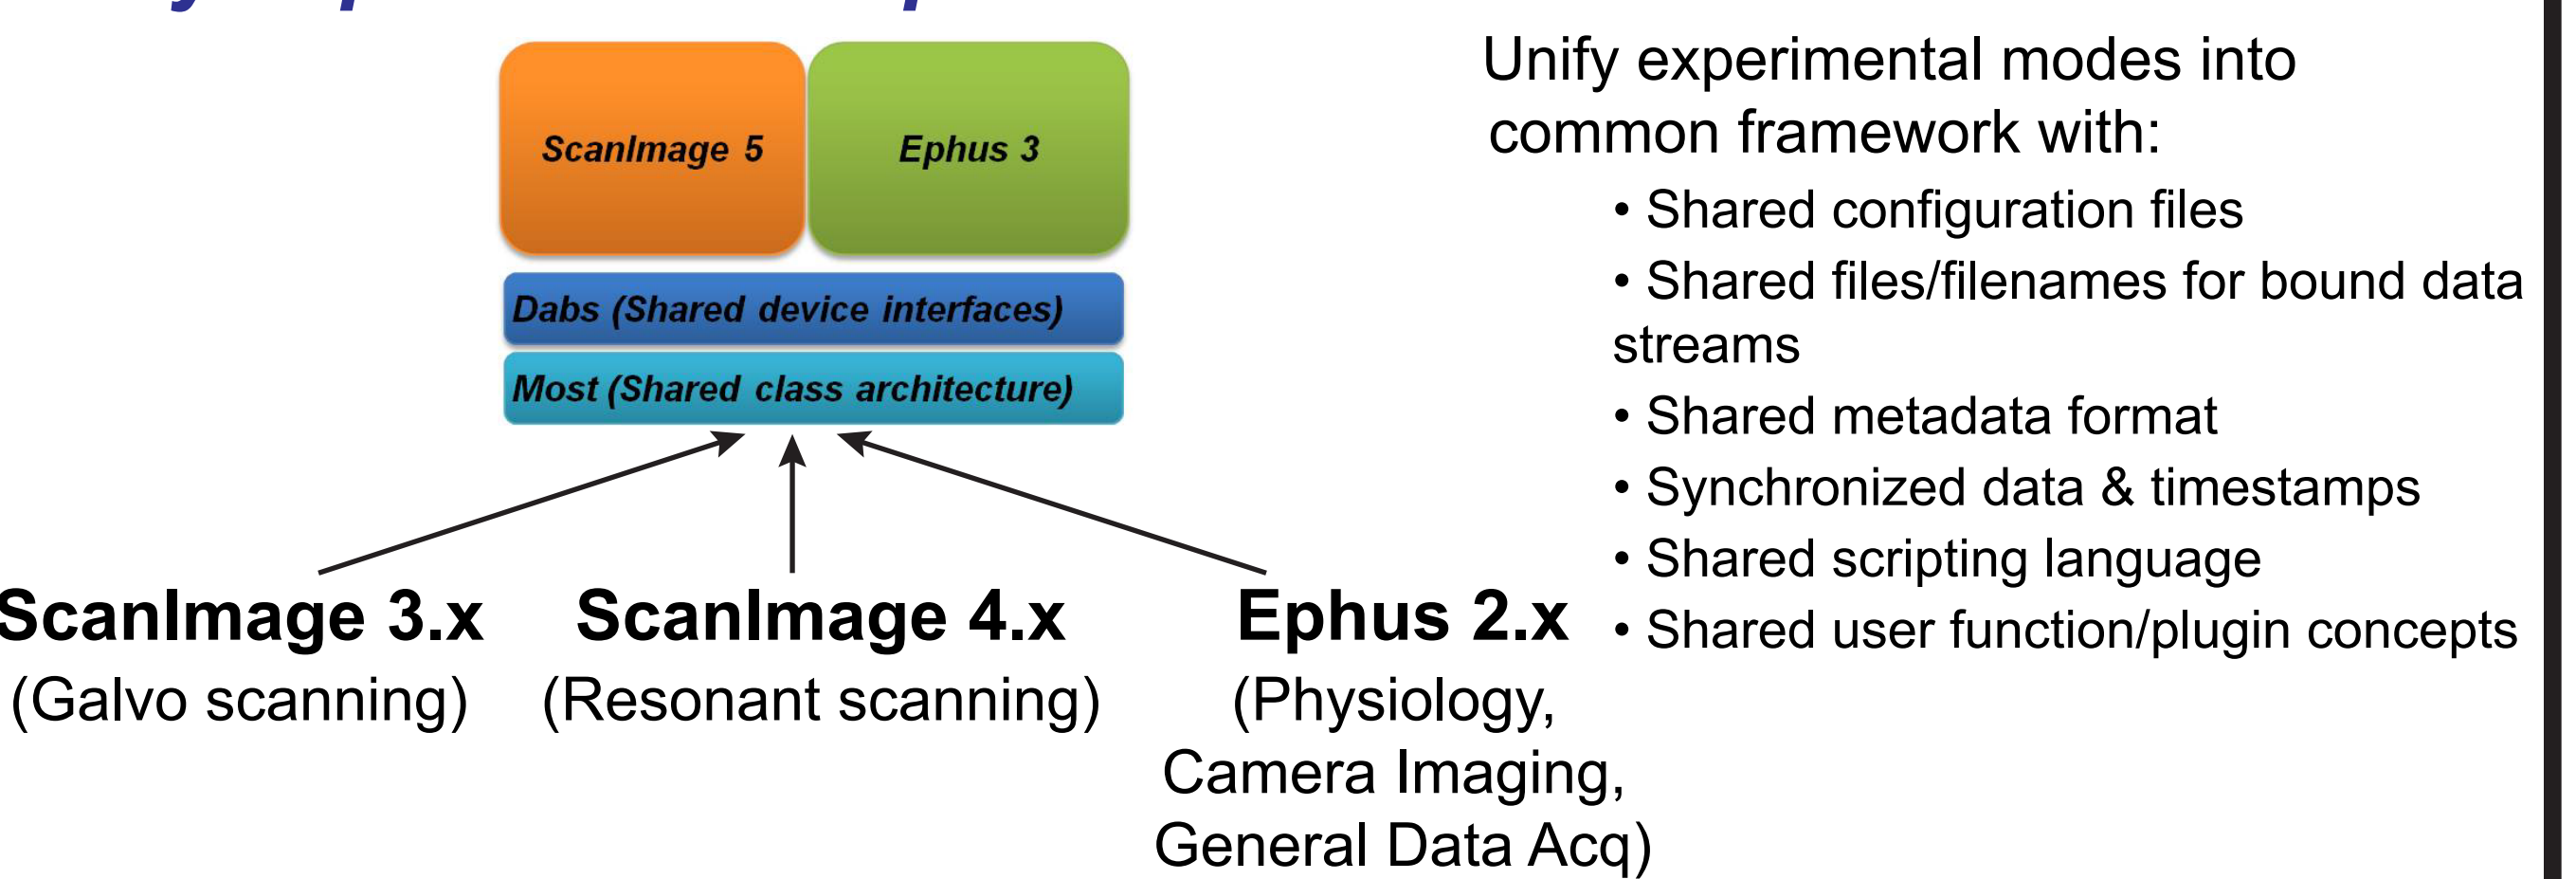 ScanImage 5
Ephus 3
Dabs (Shared device interfaces)
Most (Shared class architecture)
ScanImage 3.x
(Galvo scanning)
ScanImage 4.x
(Resonant scanning)
Ephus 2.x
(Physiology,
Camera Imaging,
General Data Acq)
Unify experimental modes into
common framework with:
• Shared configuration files
• Shared files/filenames for bound data
streams
• Shared metadata format
• Synchronized data & timestamps
• Shared scripting language
• Shared user function/plugin concepts